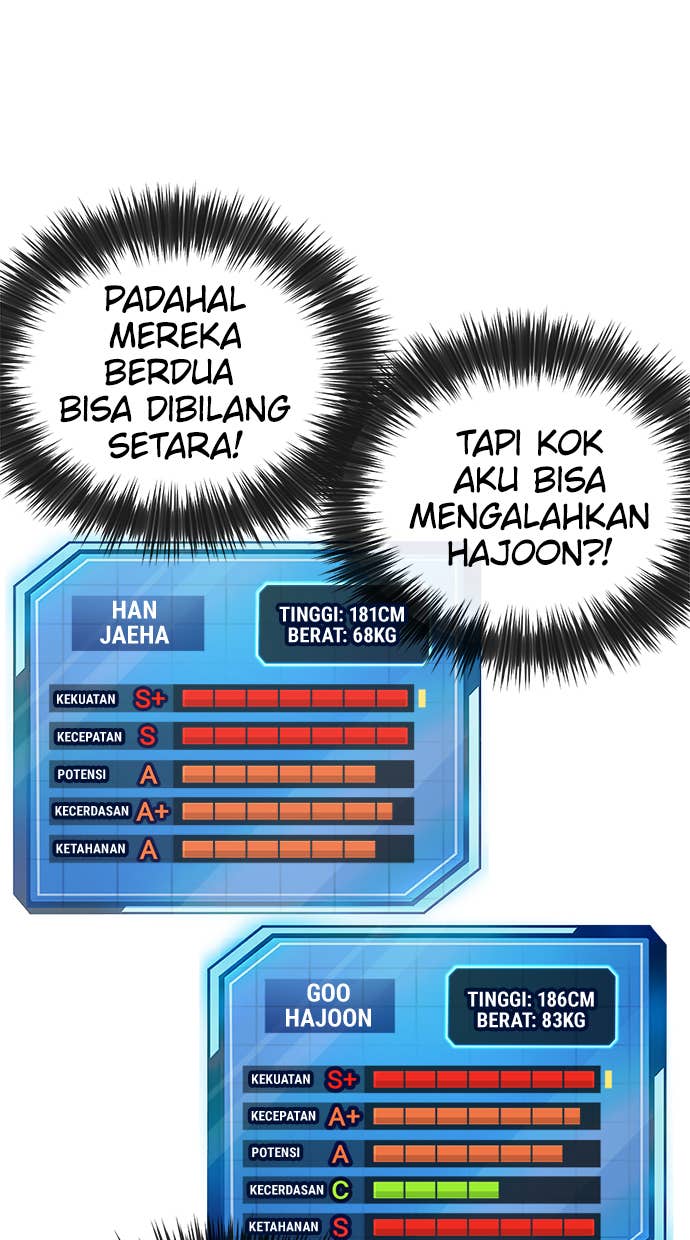 PADAHAL
MEREKA
BERDUA
BISA DIBILANG
SETARA!
TAPI KOK
AKU BISA
MENGALAHKAN
HAJOON?!
HAN
JAEHA
TINGGI: 181CM
BERAT: 68KG
KEKUATAN S+
KECEPATAN S
POTENSI A
KECERDASAN A+
KETAHANAN A
GOO
HAJOON
TINGGI: 186CM
BERAT: 83KG
KEKUATAN S+
KECEPATAN A+
POTENSI A
KECERDASAN C
KETAHANAN S